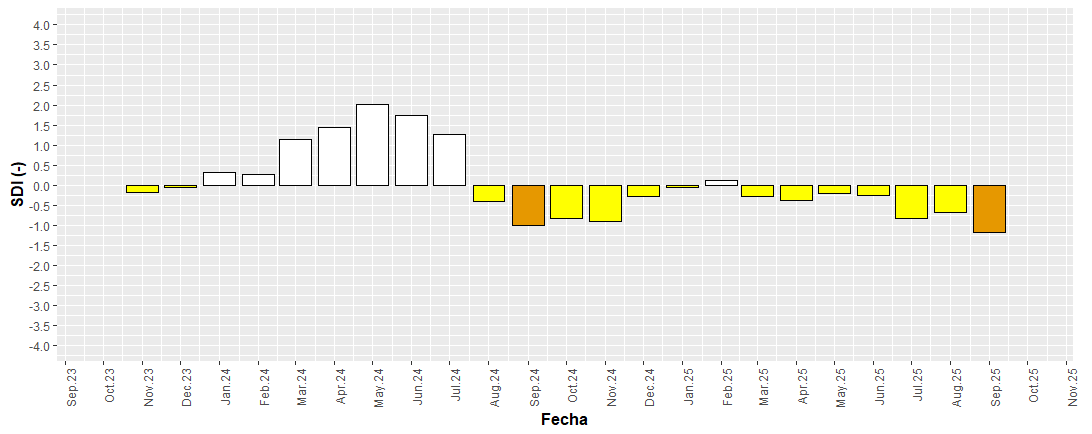 SDI (-)
4.0
3.5
3.0
2.5
2.0
1.5
1.0
0.5
0.0
-0.5
-1.0
-1.5
-2.0
-2.5
-3.0
-3.5
-4.0
Sep.23
Oct.23
Nov.23
Dec.23
Jan.24
Feb.24
Mar.24
Apr.24
May.24
Jun.24
Jul.24
Aug.24
Sep.24
Oct.24
Nov.24
Dec.24
Jan.25
Feb.25
Mar.25
Apr.25
May.25
Jun.25
Jul.25
Aug.25
Sep.25
Oct.25
Nov.25
Fecha